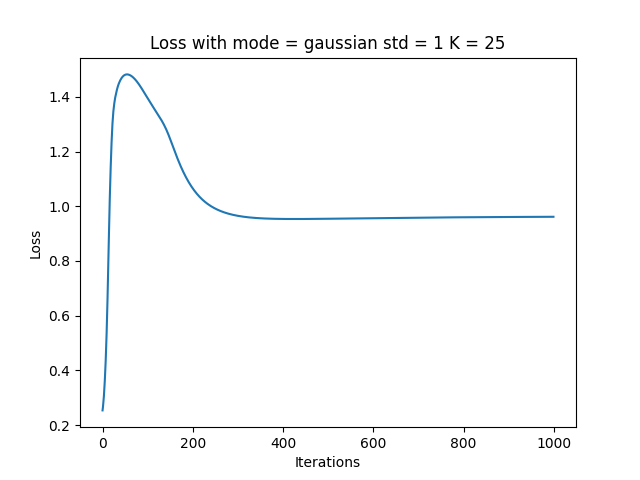 Loss with mode = gaussian std = 1 K = 25
1.4
1.2
1.0
0.8
0.6
0.4
0.2
Loss
0 200 400 600 800 1000
Iterations